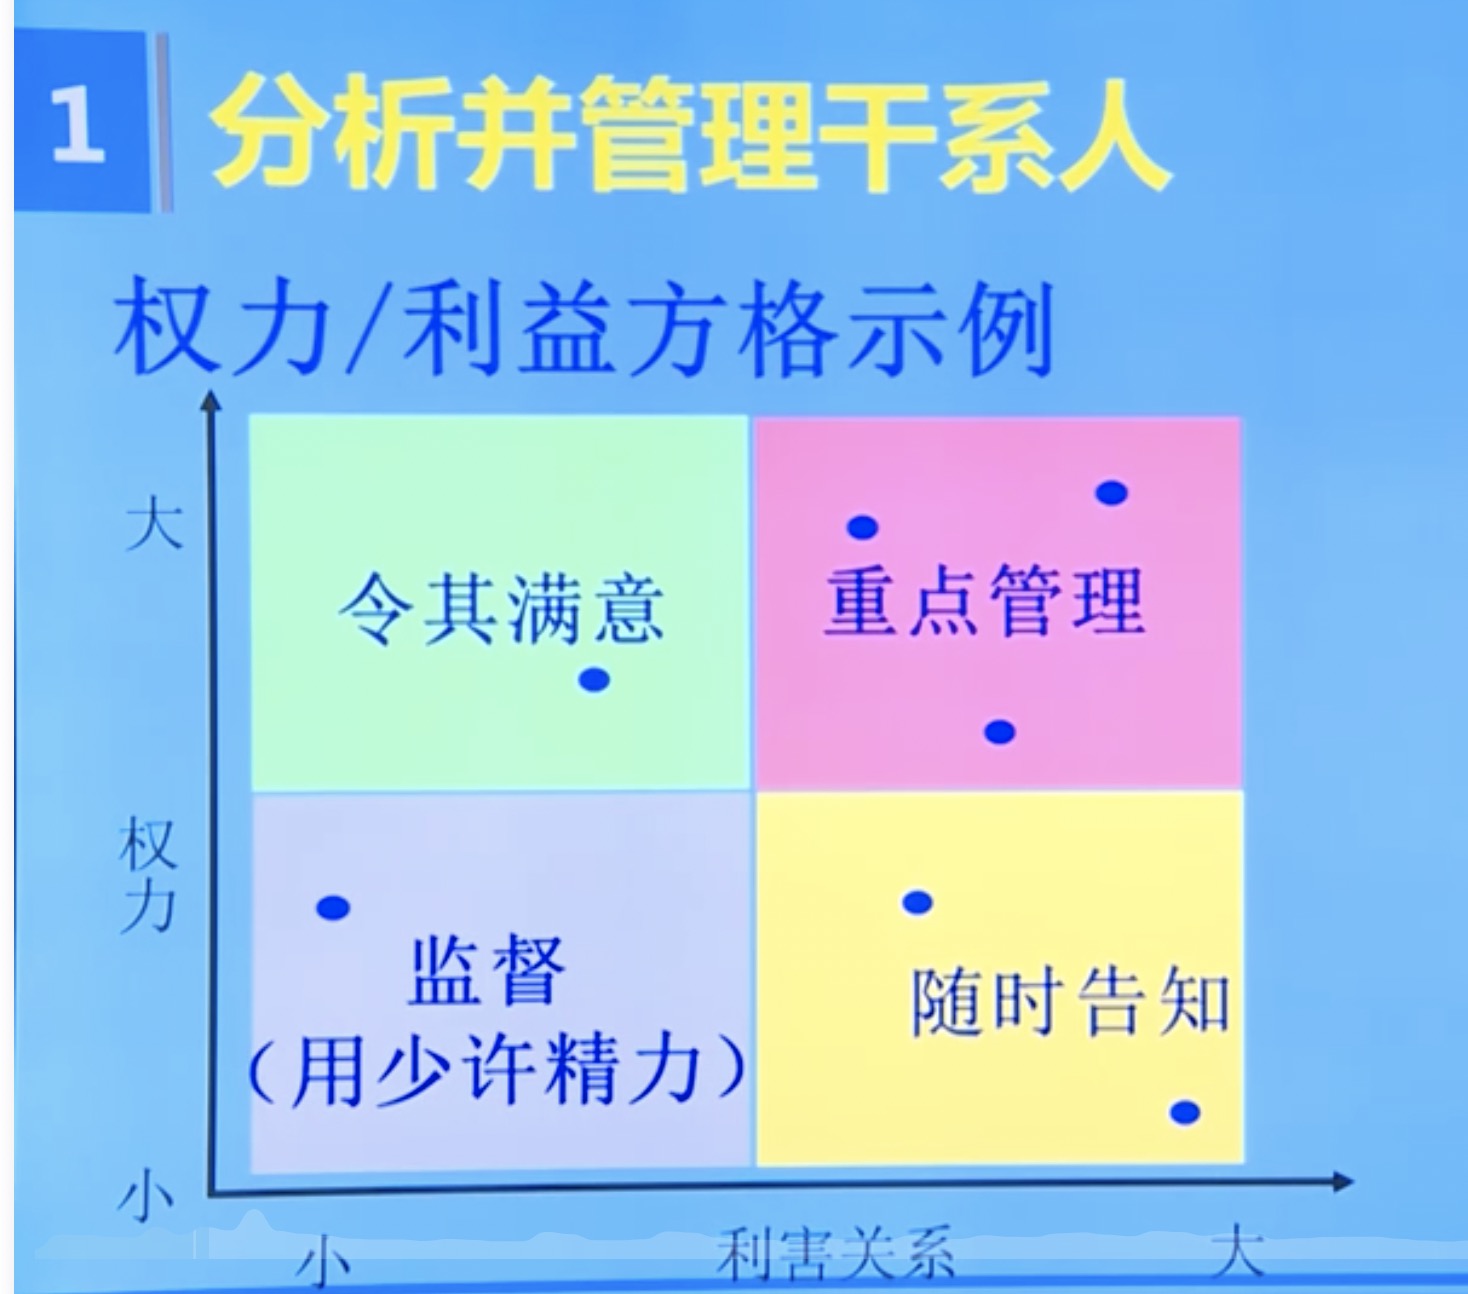 1 分析并管理干系人
权力/利益方格示例
大
令其满意
重点管理
权力
监督
（用少许精力）
随时告知
小
小
利害关系
大